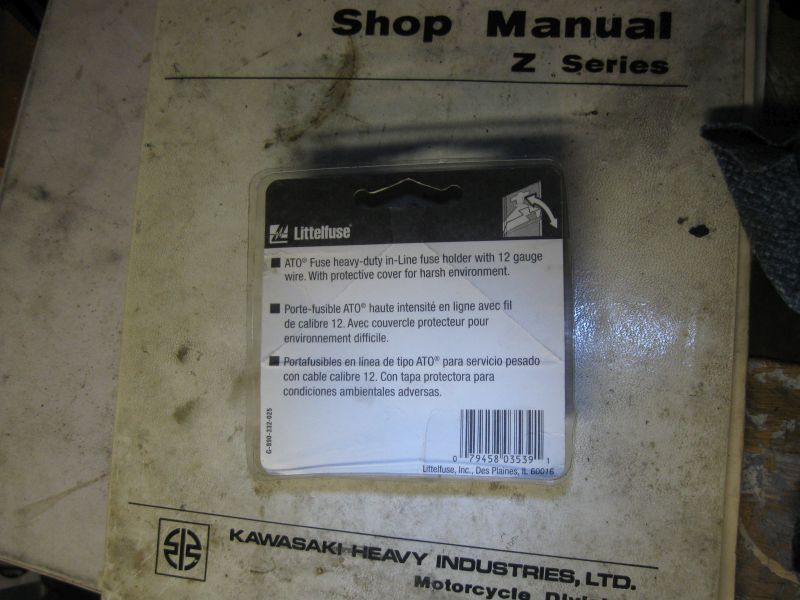 Shop Manual
Z Series
Littelfuse®
ATO® Fuse heavy-duty in-Line fuse holder with 12 gauge
wire. With protective cover for harsh environment.
Porte-fusible ATO® haute intensité en ligne avec fil
de calibre 12. Avec couvercle protecteur pour
environnement difficile.
Portafusibles en línea de tipo ATO® para servicio pesado
con cable calibre 12. Con tapa protectora para
condiciones ambientales adversas.
G-890-332-025
0 79458 03539 1
Littelfuse, Inc., Des Plaines, IL 60016
KAWASAKI HEAVY INDUSTRIES, LTD.
Motorcycle